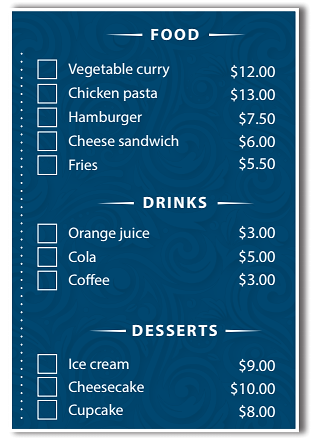 FOOD
Vegetable curry $12.00
Chicken pasta $13.00
Hamburger $7.50
Cheese sandwich $6.00
Fries $5.50
DRINKS
Orange juice $3.00
Cola $5.00
Coffee $3.00
DESSERTS
Ice cream $9.00
Cheesecake $10.00
Cupcake $8.00